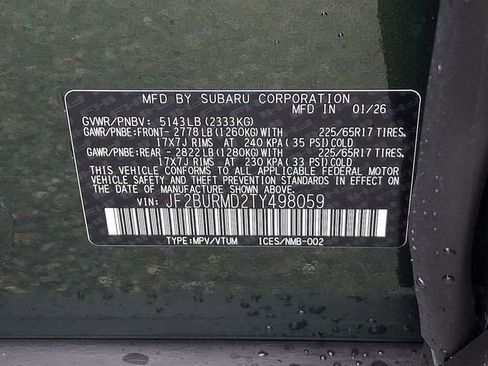 MFD BY SUBARU CORPORATION
MADE IN 01/26
GVWR/PNBV: 5143LB (2333KG)
GAWR/PNBE:FRONT- 2778LB (1260KG) WITH 225/65R17 TIRES.
17X7J RIMS AT 240 KPA ( 35 PSI) COLD
GAWR/PNBE:REAR - 2822LB (1280KG) WITH 225/65R17 TIRES.
17X7J RIMS AT 230 KPA ( 33 PSI) COLD
THIS VEHICLE CONFORMS TO ALL APPLICABLE FEDERAL MOTOR
VEHICLE SAFETY AND THEFT PREVENTION STANDARDS IN EFFECT
ON THE DATE OF MANUFACTURE SHOWN ABOVE.
VIN: JF2BURMD2TY498059
TYPE:MPV/VTUM ICES/NMB-002